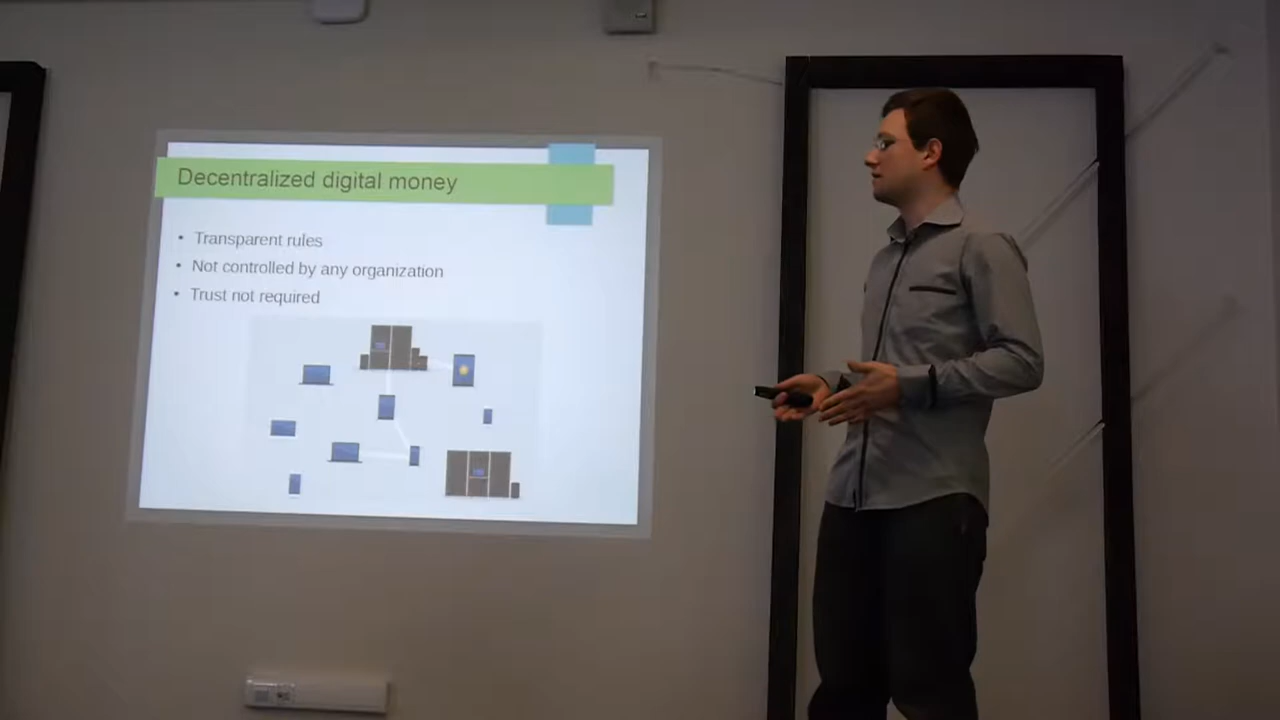 Decentralized digital money
• Transparent rules
• Not controlled by any organization
• Trust not required